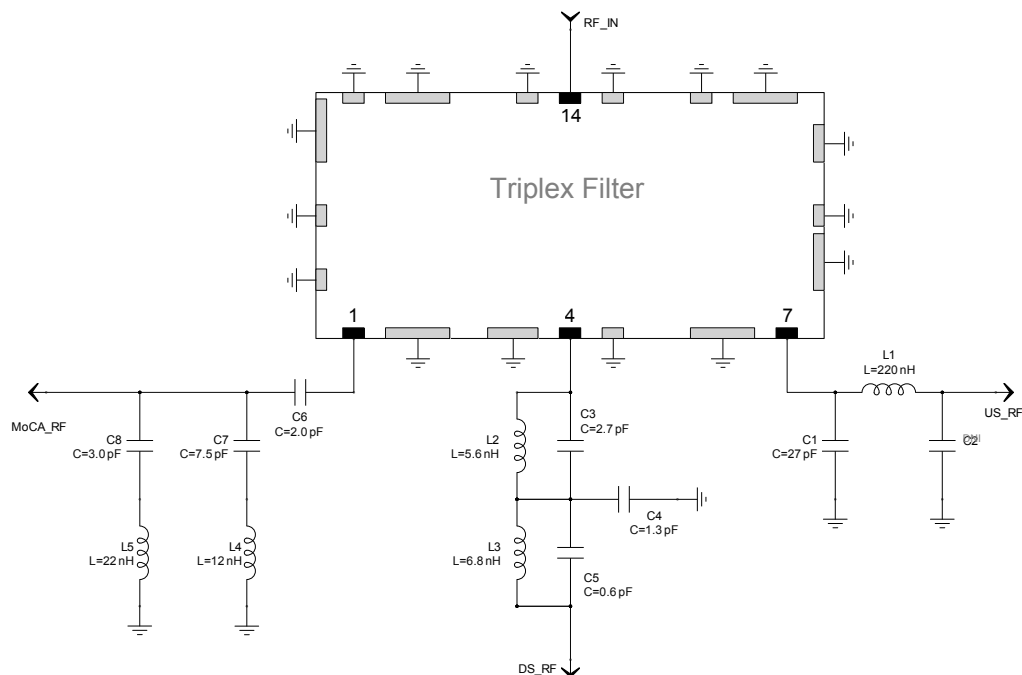 RF_IN
14
Triplex Filter
1
4
7
L1
L=220 nH
MoCA_RF
C6
C=2.0 pF
C8
C=3.0 pF
C7
C=7.5 pF
L2
L=5.6 nH
C3
C=2.7 pF
C1
C=27 pF
C2
US_RF
C4
C=1.3 pF
L5
L=22 nH
L4
L=12 nH
L3
L=6.8 nH
C5
C=0.6 pF
DS_RF